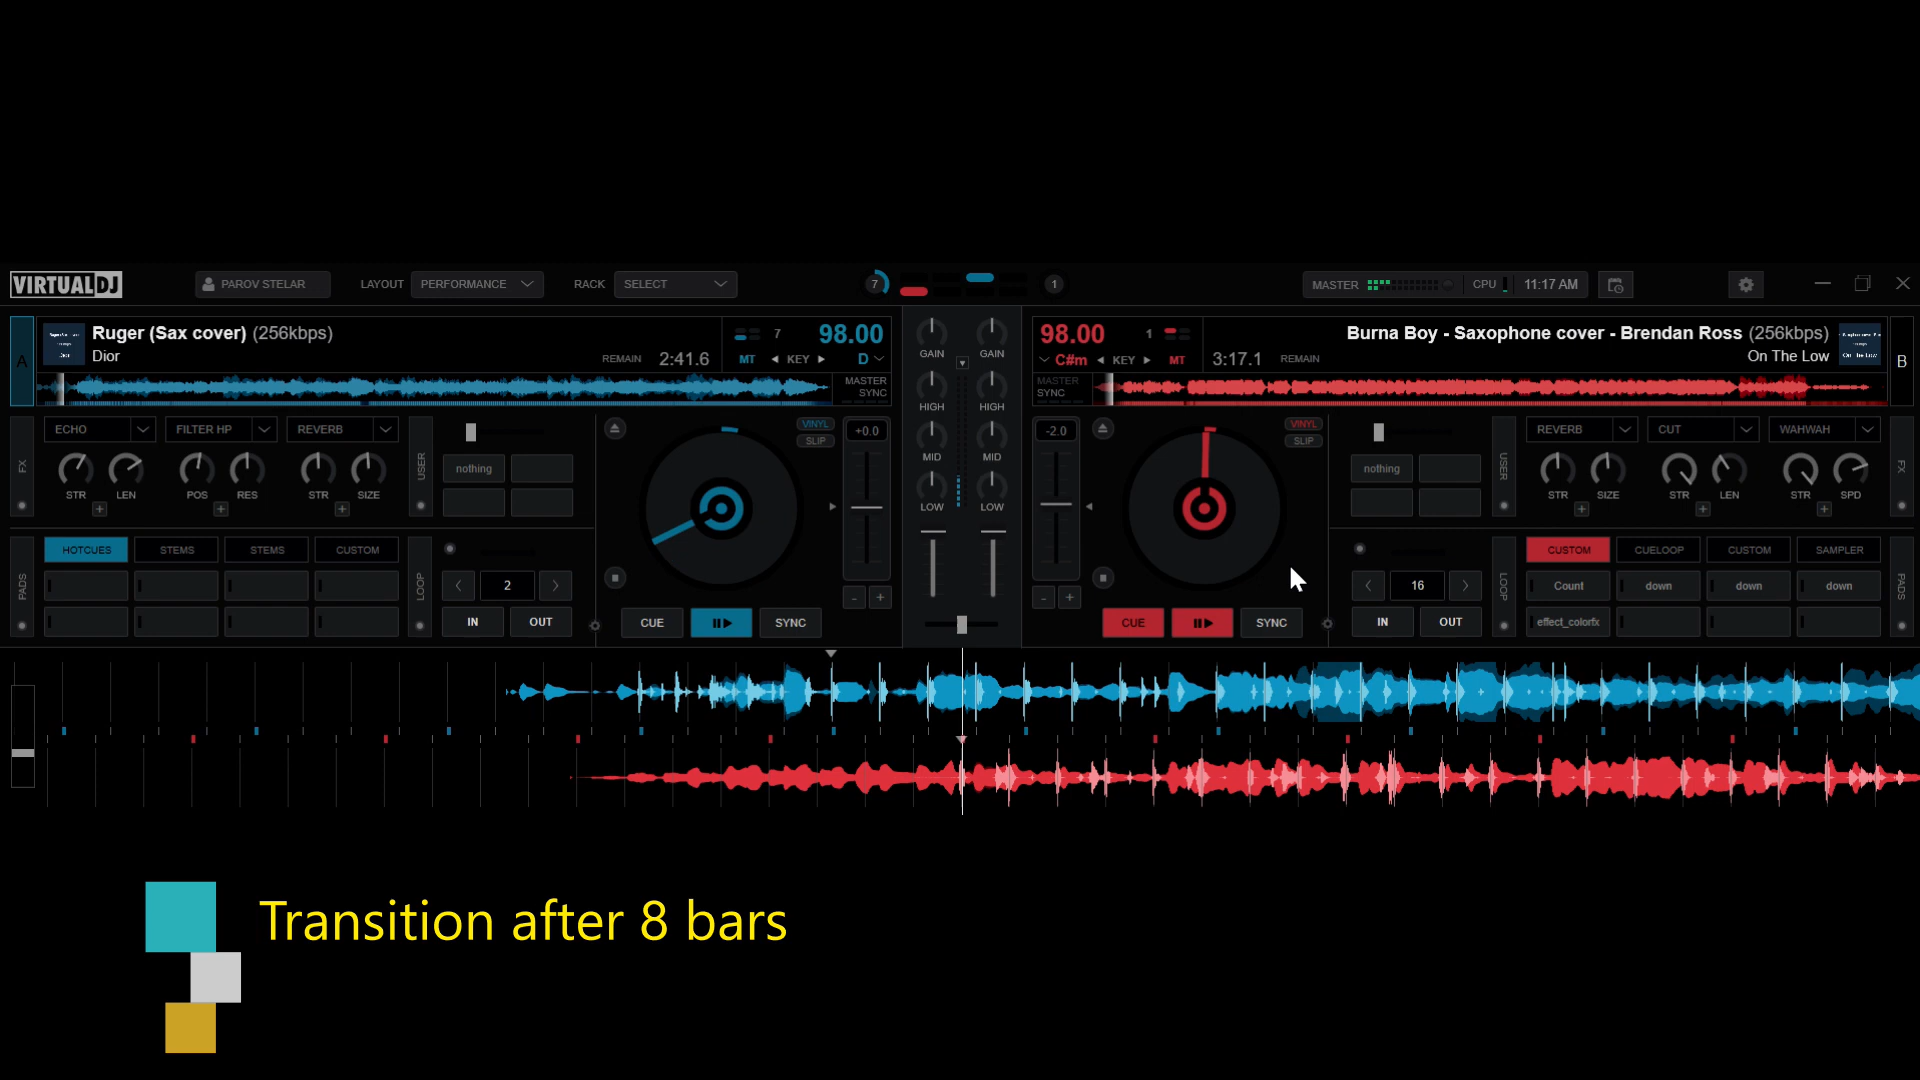 VIRTUALDJ
PAROV STELAR
LAYOUT PERFORMANCE
RACK SELECT
7
1
MASTER
CPU
11:17 AM
A
Ruger (Sax cover) (256kbps)
Dior
REMAIN 2:41.6
7 98.00
MT KEY D
MASTER
SYNC
GAIN GAIN
HIGH HIGH
MID MID
LOW LOW
98.00 1
C#m KEY MT
3:17.1 REMAIN
Burna Boy - Saxophone cover - Brendan Ross (256kbps)
On The Low
B
MASTER
SYNC
FX
ECHO FILTER HP REVERB
STR LEN POS RES STR SIZE
+ + +
USER
nothing
VINYL
SLIP
+0.0
- +
PADS
HOTCUES STEMS STEMS CUSTOM
LOOP
2
IN OUT
CUE SYNC
-2.0
- +
VINYL
SLIP
CUE SYNC
nothing
USER
REVERB CUT WAHWAH
STR SIZE STR LEN STR SPD
+ + +
FX
16
IN OUT
LOOP
CUSTOM CUELOOP CUSTOM SAMPLER
Count down down down
effect_colorfx
PADS
Transition after 8 bars